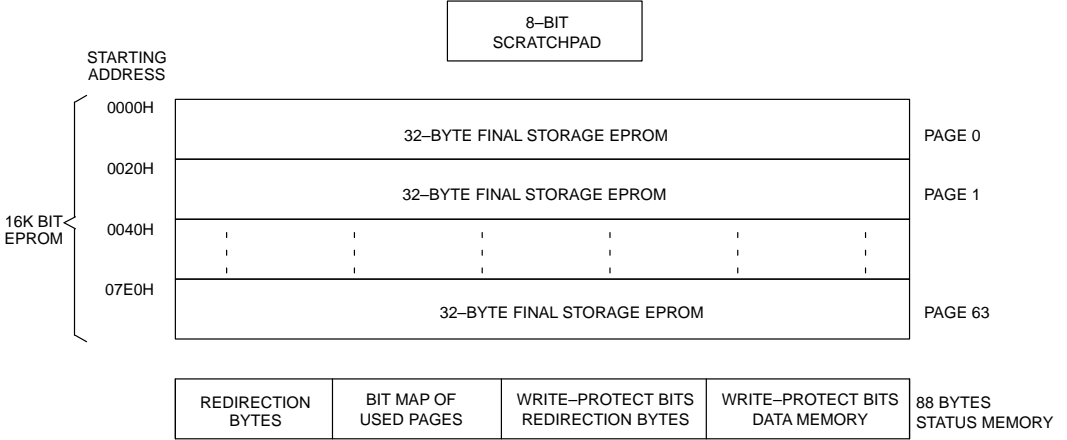 8–BIT
SCRATCHPAD
STARTING
ADDRESS
0000H
32–BYTE FINAL STORAGE EPROM
PAGE 0
0020H
32–BYTE FINAL STORAGE EPROM
PAGE 1
16K BIT
EPROM
0040H
07E0H
32–BYTE FINAL STORAGE EPROM
PAGE 63
REDIRECTION
BYTES
BIT MAP OF
USED PAGES
WRITE–PROTECT BITS
REDIRECTION BYTES
WRITE–PROTECT BITS
DATA MEMORY
88 BYTES
STATUS MEMORY